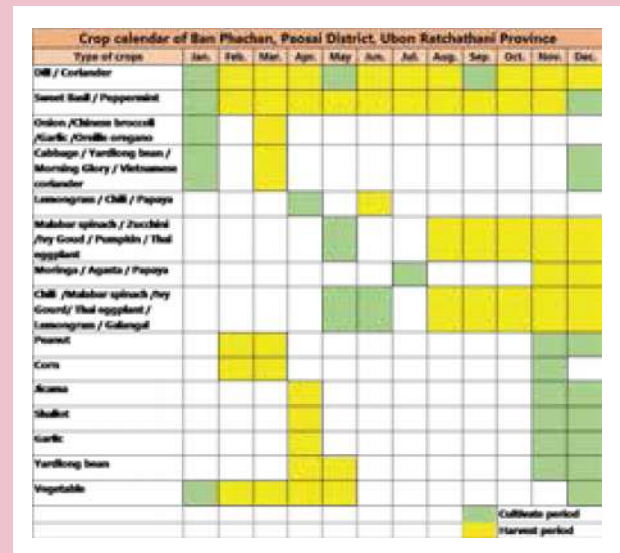 Crop calendar of Ban Phachan, Paosai District, Ubon Ratchathani Province
Type of crops Jan. Feb. Mar. Apr. May Jun. Jul. Aug. Sep. Oct. Nov. Dec.
Dill / Coriander
Sweet Basil / Peppermint
Onion /Chinese broccoli
/Garlic / oregano
Cabbage / Yardlong bean /
Morning Glory / Vietnamese
coriander
Lemongrass / Chili / Papaya
Malabar spinach / Zucchini
/Ivy Goud / Pumpkin / Thai
eggplant
Moringa / Agasta / Papaya
Chili /Malabar spinach /Ivy
Gourd/ Thai eggplant /
Lemongrass / Galangal
Peanut
Corn
Jicama
Shallot
Garlic
Yardlong bean
Vegetable
Cultivate period
Harvest period